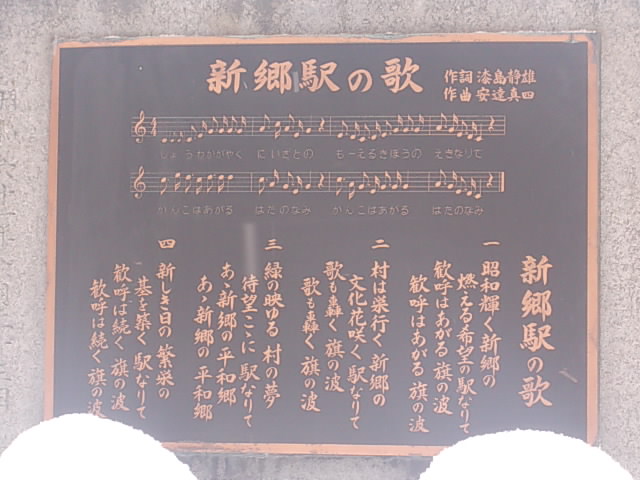 新郷駅の歌
作詞 漆島静雄
作曲 安達真四
しょうわかがやく にいさとの もーえるきぼうの えきなりて
かんこはあがる はたのなみ かんこはあがる はたのなみ
新郷駅の歌
一 昭和輝く新郷の
燃える希望の駅なりて
歓呼はあがる 旗の波
歓呼はあがる 旗の波
二 村は栄行く 新郷の
文化花咲く 駅なりて
歌も轟く 旗の波
歌も轟く 旗の波
三 緑の映ゆる 村の夢
待望ここに 駅なりて
あゝ新郷の 平和郷
あゝ新郷の 平和郷
四 新しき日の 繁栄の
基を築く 駅なりて
歓呼は続く 旗の波
歓呼は続く 旗の波